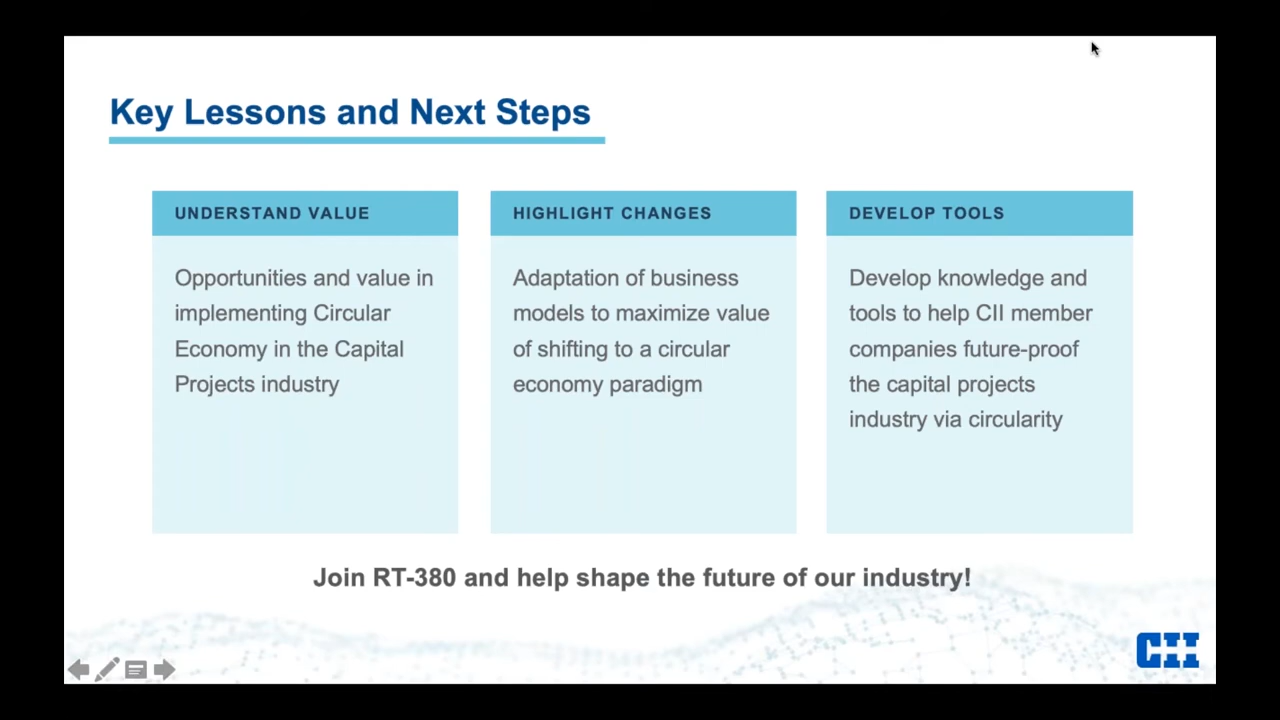 Key Lessons and Next Steps
UNDERSTAND VALUE
Opportunities and value in
implementing Circular
Economy in the Capital
Projects industry
HIGHLIGHT CHANGES
Adaptation of business
models to maximize value
of shifting to a circular
economy paradigm
DEVELOP TOOLS
Develop knowledge and
tools to help CII member
companies future-proof
the capital projects
industry via circularity
Join RT-380 and help shape the future of our industry!
CII